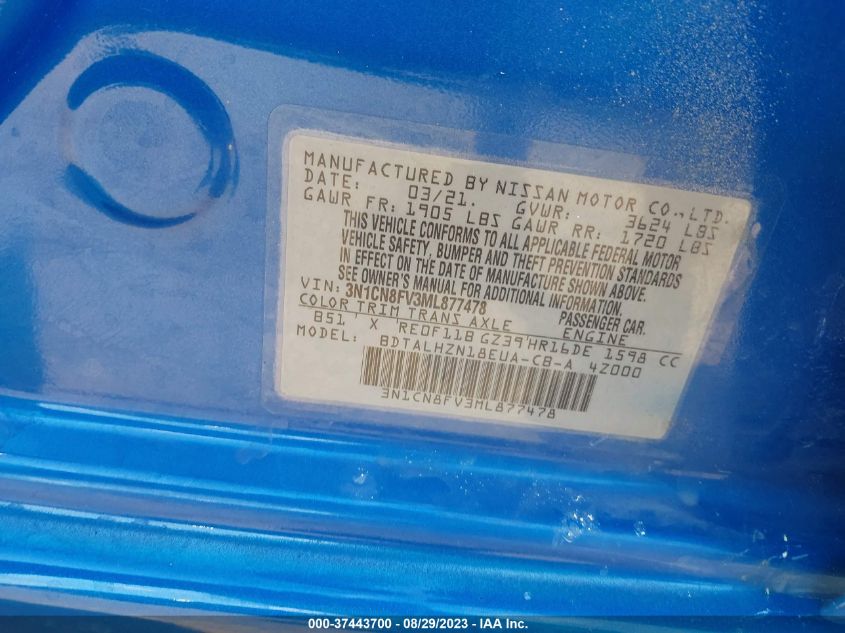 MANUFACTURED BY NISSAN MOTOR CO.,LTD.
DATE: 03/21. GVWR: 3624 LBS
GAWR FR: 1905 LBS GAWR RR: 1720 LBS
THIS VEHICLE CONFORMS TO ALL APPLICABLE FEDERAL MOTOR
VEHICLE SAFETY, BUMPER AND THEFT PREVENTION STANDARDS
IN EFFECT ON THE DATE OF MANUFACTURE SHOWN ABOVE.
SEE OWNER'S MANUAL FOR ADDITIONAL INFORMATION.
VIN: 3N1CN8FV3ML877478 PASSENGER CAR.
COLOR TRIM TRANS AXLE ENGINE
B51 X RE0F11B GZ39 HR16DE 1598 CC
MODEL: BDTALHZN18EUA-CB-A 4Z000
3N1CN8FV3ML877478
000-37443700 - 08/29/2023 - IAA Inc.